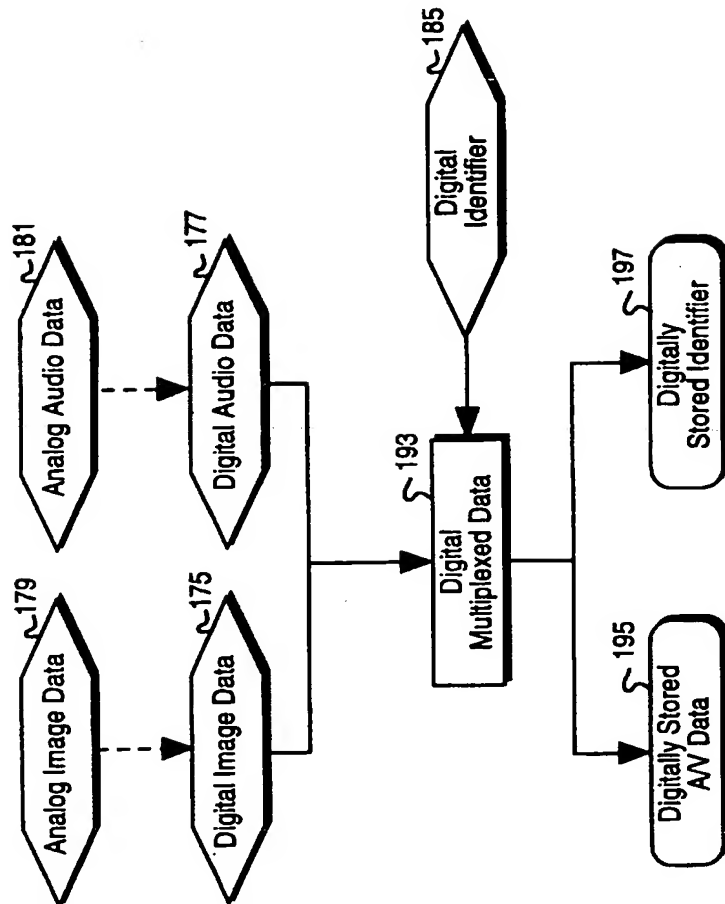 179
Analog Image Data
181
Analog Audio Data
175
Digital Image Data
177
Digital Audio Data
193
Digital
Multiplexed Data
185
Digital
Identifier
195
Digitally Stored
A/V Data
197
Digitally
Stored Identifier